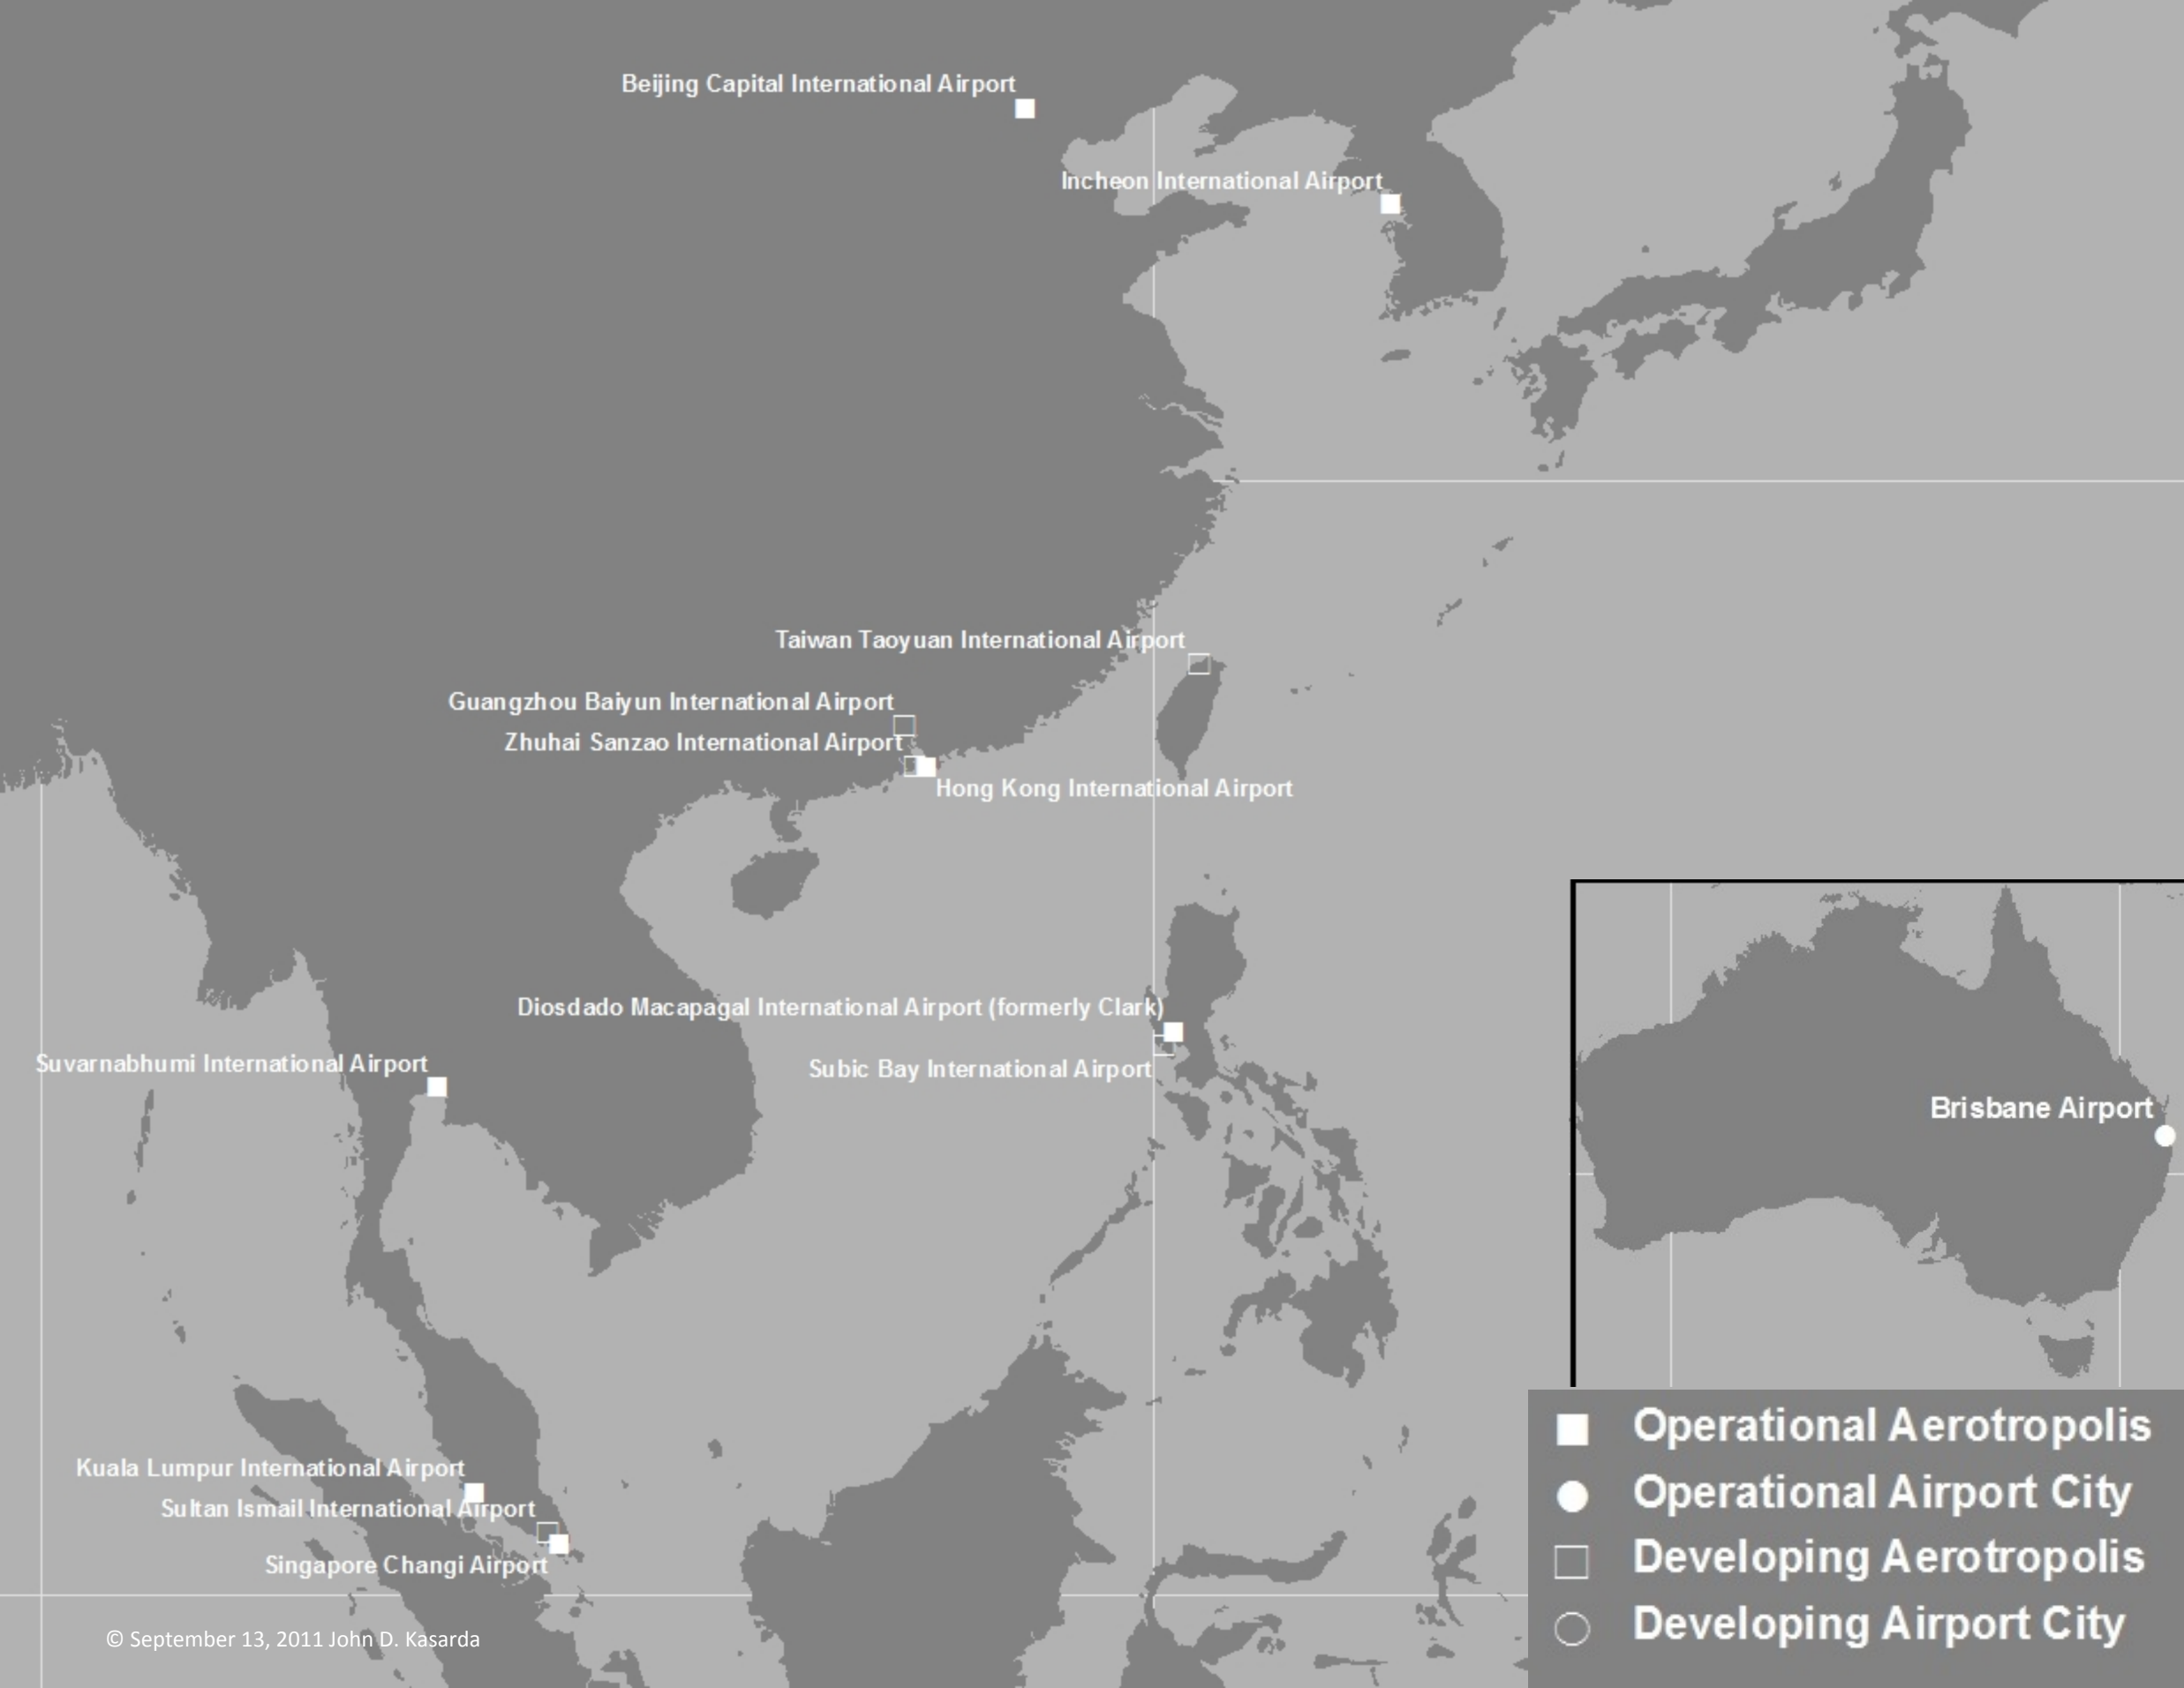 Beijing Capital International Airport
Incheon International Airport
Taiwan Taoyuan International Airport
Guangzhou Baiyun International Airport
Zhuhai Sanzao International Airport
Hong Kong International Airport
Diosdado Macapagal International Airport (formerly Clark)
Suvarnabhumi International Airport
Subic Bay International Airport
Brisbane Airport
Kuala Lumpur International Airport
Sultan Ismail International Airport
Singapore Changi Airport
Operational Aerotropolis
Operational Airport City
Developing Aerotropolis
Developing Airport City
© September 13, 2011 John D. Kasarda